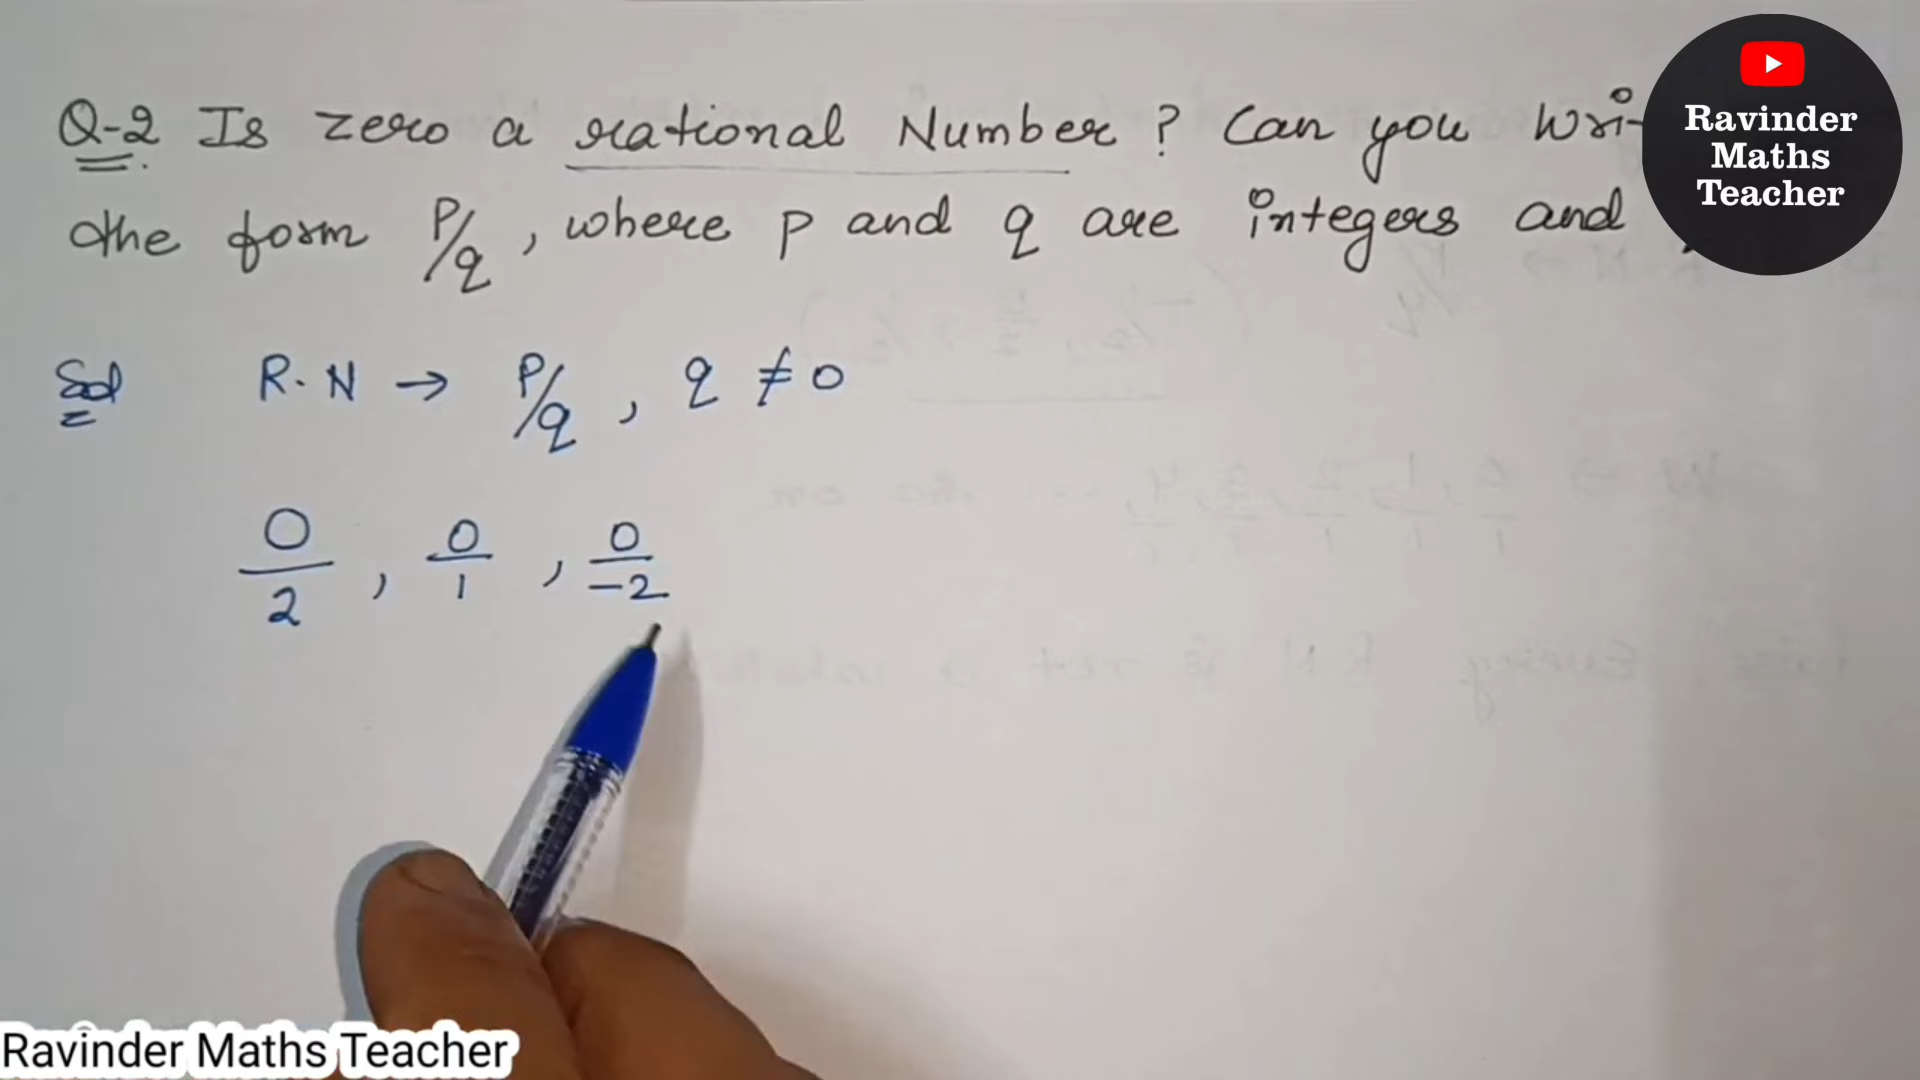 Q-2 Is zero a rational Number? Can you wri
the form P/q, where p and q are integers and
Sol R.N → P/q, q ≠ 0
0/2, 0/1, 0/-2
Ravinder
Maths
Teacher
Ravinder Maths Teacher